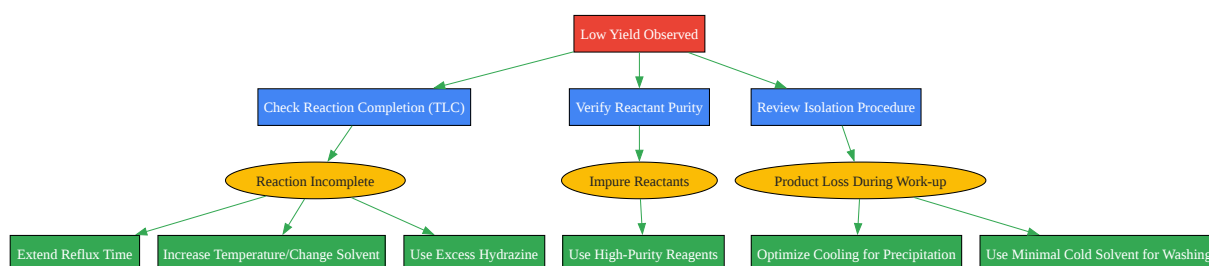 Low Yield Observed
Check Reaction Completion (TLC)
Verify Reactant Purity
Review Isolation Procedure
Reaction Incomplete
Impure Reactants
Product Loss During Work-up
Extend Reflux Time
Increase Temperature/Change Solvent
Use Excess Hydrazine
Use High-Purity Reagents
Optimize Cooling for Precipitation
Use Minimal Cold Solvent for Washing